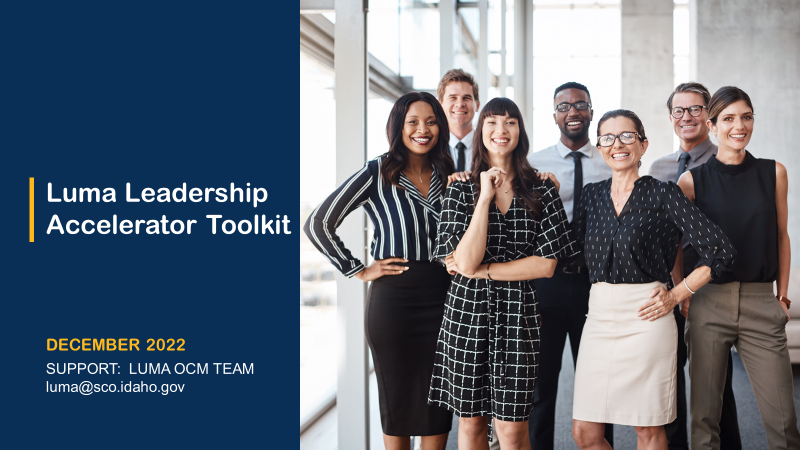 Luma Leadership
Accelerator Toolkit
DECEMBER 2022
SUPPORT:  LUMA OCM TEAM
luma@sco.idaho.gov